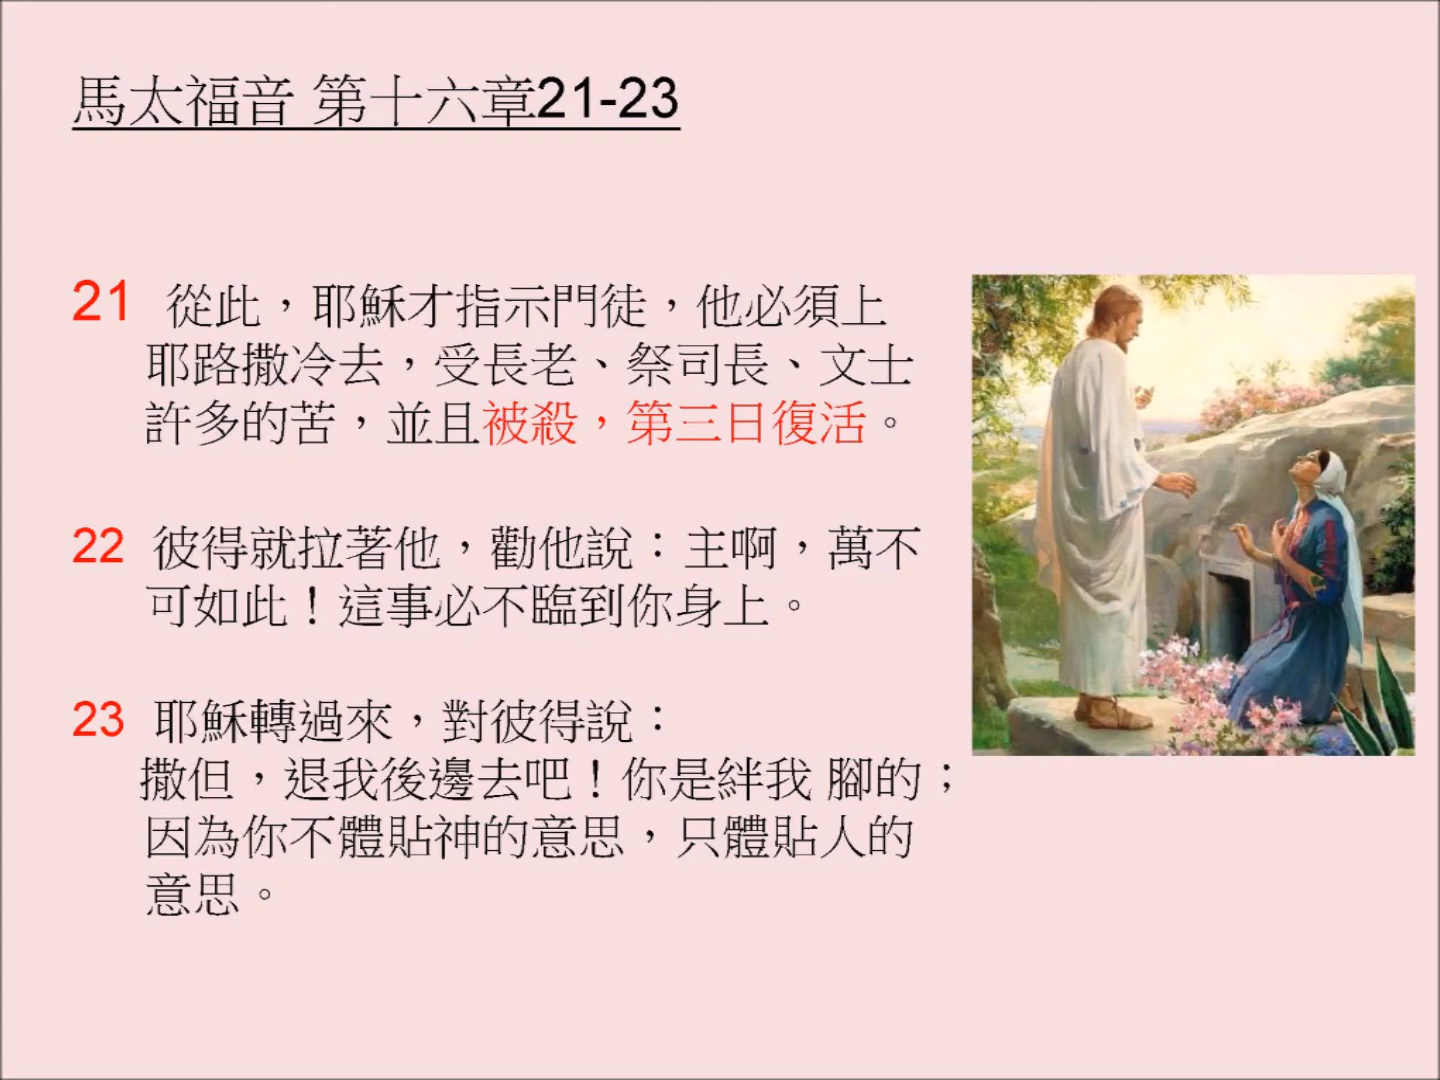 馬太福音 第十六章21-23
21 從此，耶穌才指示門徒，他必須上
耶路撒冷去，受長老、祭司長、文士
許多的苦，並且被殺，第三日復活。
22 彼得就拉著他，勸他說：主啊，萬不
可如此！這事必不臨到你身上。
23 耶穌轉過來，對彼得說：
撒但，退我後邊去吧！你是絆我 腳的；
因為你不體貼神的意思，只體貼人的
意思。